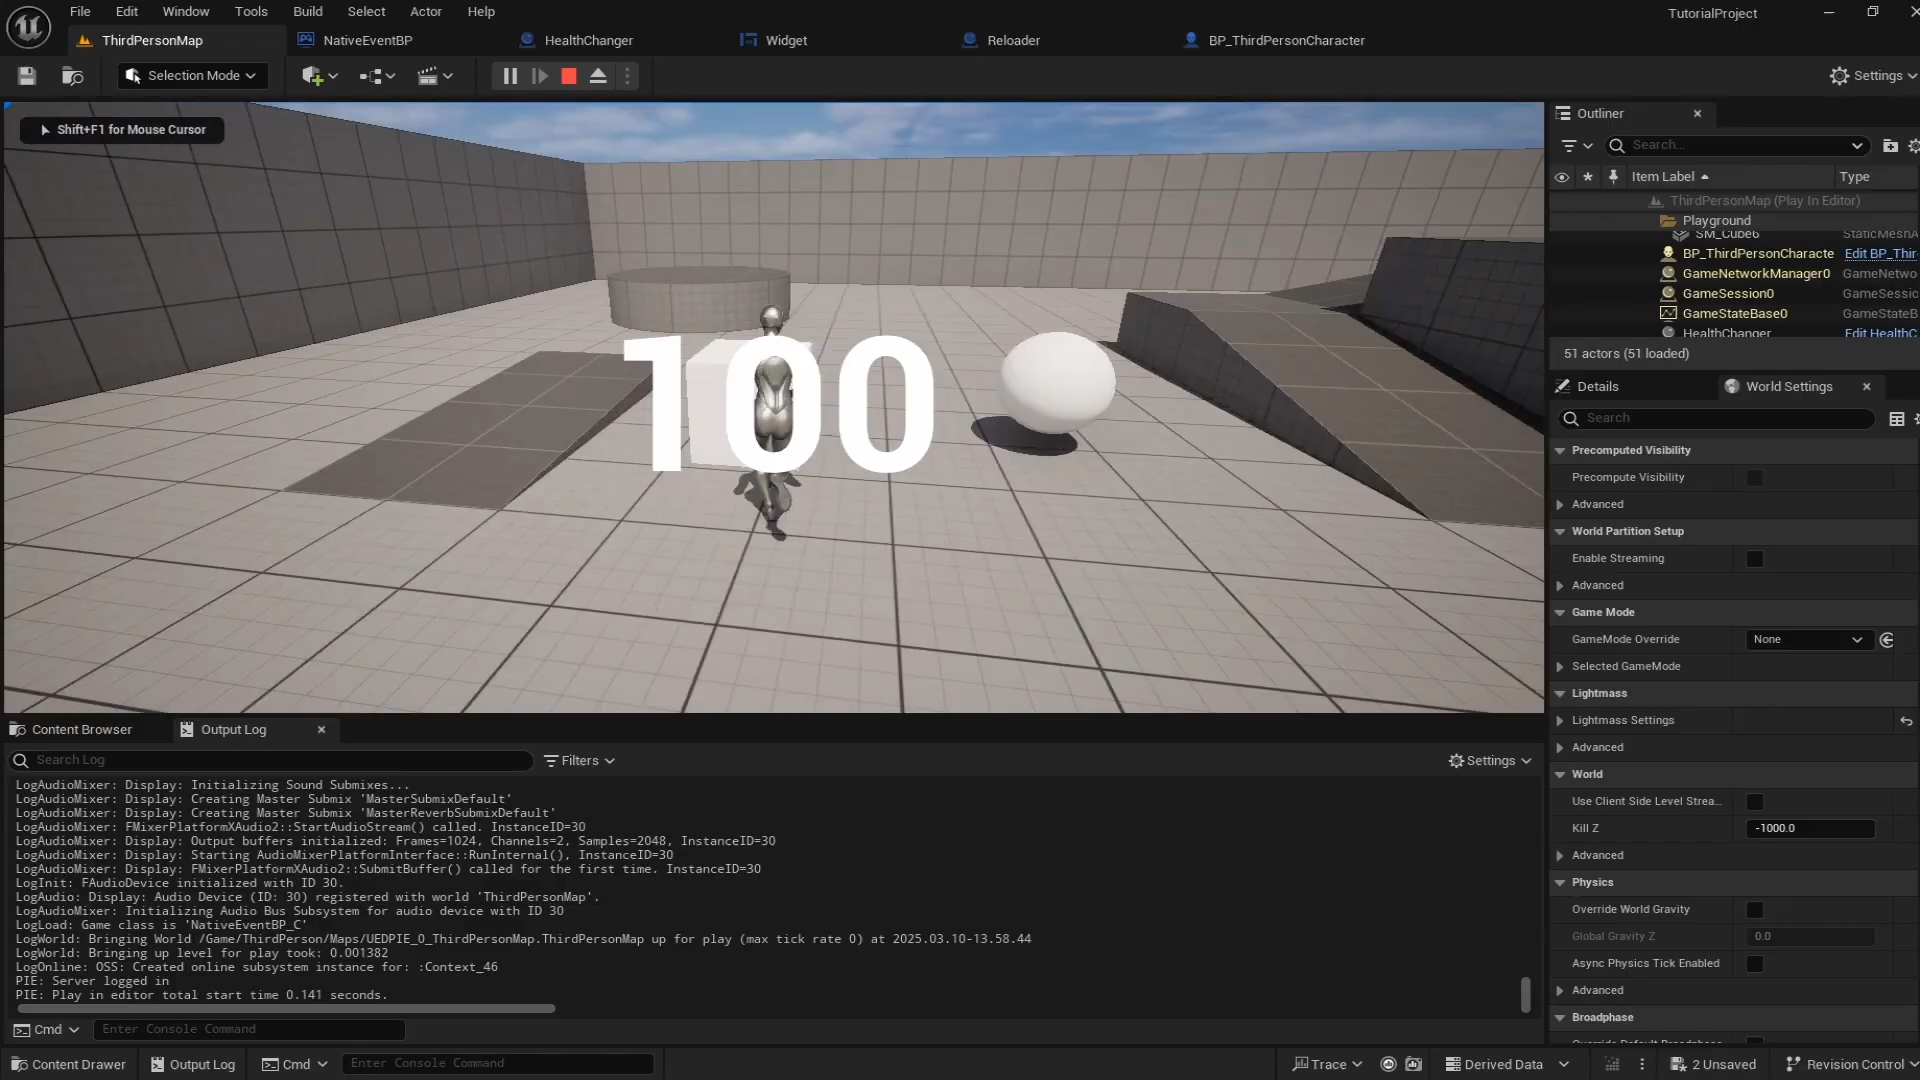 File Edit Window Tools Build Select Actor Help
TutorialProject
ThirdPersonMap
NativeEventBP
HealthChanger
Widget
Reloader
BP_ThirdPersonCharacter
Selection Mode
Settings
Shift+F1 for Mouse Cursor
100
Outliner
Search...
Item Label
Type
ThirdPersonMap (Play In Editor)
Playground
SM_Cube6 StaticMeshA
BP_ThirdPersonCharacte Edit BP_Thir
GameNetworkManager0 GameNetwo
GameSession0 GameSessic
GameStateBase0 GameStateB
HealthChanger Edit HealthC
51 actors (51 loaded)
Details
World Settings
Search
Precomputed Visibility
Precompute Visibility
Advanced
World Partition Setup
Enable Streaming
Advanced
Game Mode
GameMode Override None
Selected GameMode
Lightmass
Lightmass Settings
Advanced
World
Use Client Side Level Strea...
Kill Z -1000.0
Advanced
Physics
Override World Gravity
Global Gravity Z 0.0
Async Physics Tick Enabled
Advanced
Broadphase
Content Browser
Output Log
Search Log
Filters
Settings
LogAudioMixer: Display: Initializing Sound Submixes...
LogAudioMixer: Display: Creating Master Submix 'MasterSubmixDefault'
LogAudioMixer: Display: Creating Master Submix 'MasterReverbSubmixDefault'
LogAudioMixer: FMixerPlatformXAudio2::StartAudioStream() called. InstanceID=30
LogAudioMixer: Display: Output buffers initialized: Frames=1024, Channels=2, Samples=2048, InstanceID=30
LogAudioMixer: Display: Starting AudioMixerPlatformInterface::RunInternal(), InstanceID=30
LogAudioMixer: Display: FMixerPlatformXAudio2::SubmitBuffer() called for the first time. InstanceID=30
LogInit: FAudioDevice initialized with ID 30.
LogAudio: Display: Audio Device (ID: 30) registered with world 'ThirdPersonMap'.
LogAudioMixer: Initializing Audio Bus Subsystem for audio device with ID 30
LogLoad: Game class is 'NativeEventBP_C'
LogWorld: Bringing World /Game/ThirdPerson/Maps/UEDPIE_0_ThirdPersonMap.ThirdPersonMap up for play (max tick rate 0) at 2025.03.10-13.58.44
LogWorld: Bringing up level for play took: 0.001382
LogOnline: OSS: Created online subsystem instance for: :Context_46
PIE: Server logged in
PIE: Play in editor total start time 0.141 seconds.
Cmd Enter Console Command
Content Drawer
Output Log
Cmd
Enter Console Command
Trace
Derived Data
2 Unsaved
Revision Control